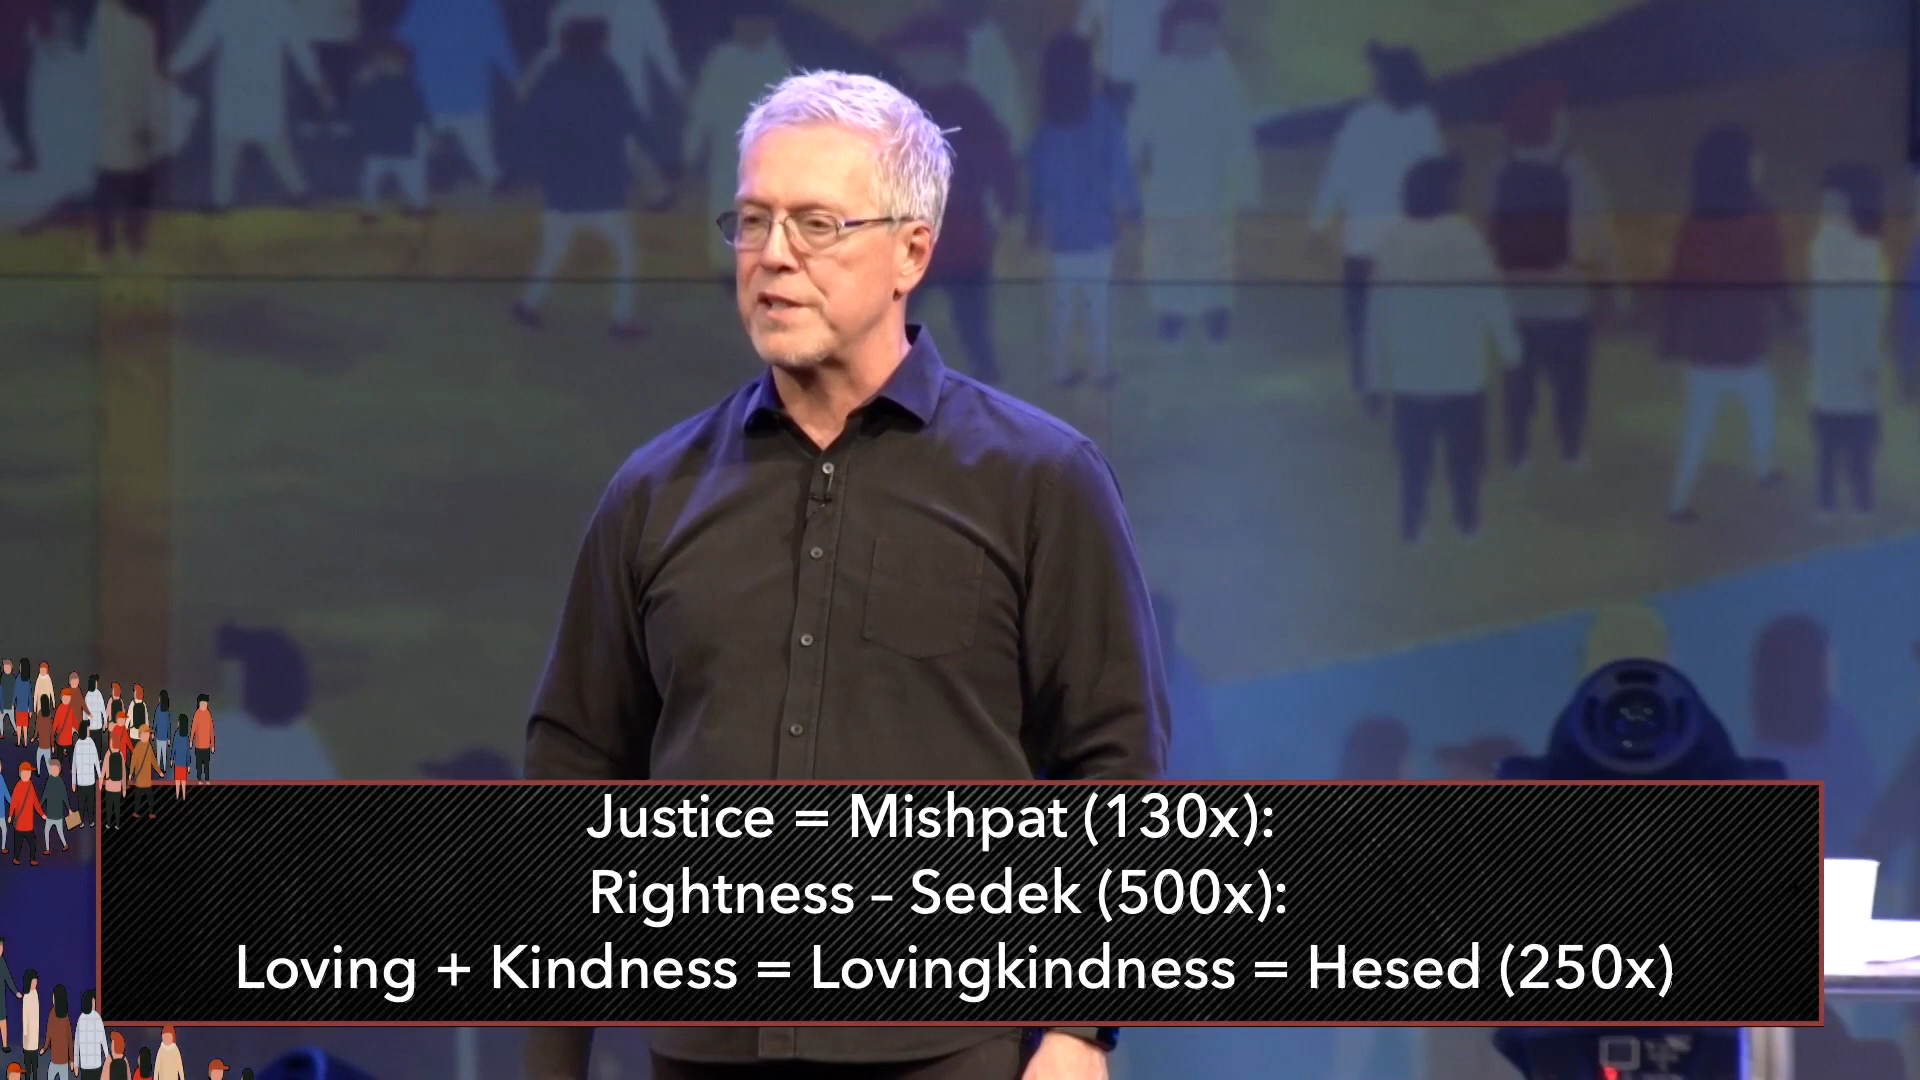 Justice = Mishpat (130x):
Rightness – Sedek (500x):
Loving + Kindness = Lovingkindness = Hesed (250x)